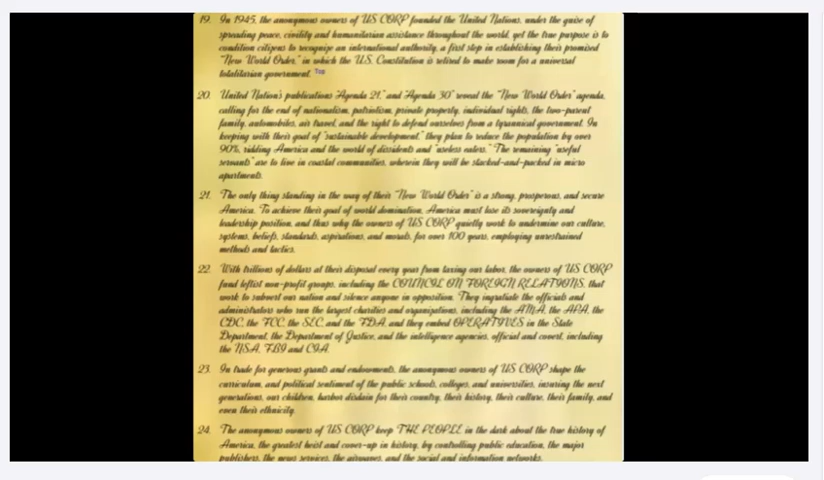 19. In 1945, the anonymous owners of US CORP founded the United Nations, under the guise of
spreading peace, civility and humanitarian assistance throughout the world, yet the true purpose is to
condition citizens to recognize an international authority, a first step in establishing their promised
"New World Order," in which the U.S. Constitution is retired to make room for a universal
totalitarian government. Top
20. United Nation's publications "Agenda 21," and "Agenda 30" reveal the "New World Order" agenda,
calling for the end of nationalism, patriotism, private property, individual rights, the two-parent
family, automobiles, air travel, and the right to defend ourselves from a tyrannical government. In
keeping with their goal of "sustainable development," they plan to reduce the population by over
90%, ridding America and the world of dissidents and "useless eaters." The remaining "useful
servants" are to live in coastal communities, wherein they will be stacked-and-packed in micro
apartments.
21. The only thing standing in the way of their "New World Order" is a strong, prosperous, and secure
America. To achieve their goal of world domination, America must lose its sovereignty and
leadership position, and thus why the owners of US CORP quietly work to undermine our culture,
systems, beliefs, standards, aspirations, and morals, for over 100 years, employing unrestrained
methods and tactics.
22. With trillions of dollars at their disposal every year from taxing our labor, the owners of US CORP
fund leftist non-profit groups, including the COUNCIL ON FOREIGN RELATIONS, that
work to subvert our nation and silence anyone in opposition. They ingratiate the officials and
administrators who run the largest charities and organizations, including the AMA, the APA, the
CDC, the FCC, the SEC, and the FDA, and they embed OPERATIVES in the State
Department, the Department of Justice, and the intelligence agencies, official and covert, including
the NSA, FBI and CIA.
23. In trade for generous grants and endowments, the anonymous owners of US CORP shape the
curriculum, and political sentiment of the public schools, colleges, and universities, insuring the next
generations, our children, harbor disdain for their country, their history, their culture, their family, and
even their ethnicity.
24. The anonymous owners of US CORP keep THE PEOPLE in the dark about the true history of
America, the greatest heist and cover-up in history, by controlling public education, the major
publishers, the news services, the airwaves, and the social and information networks.